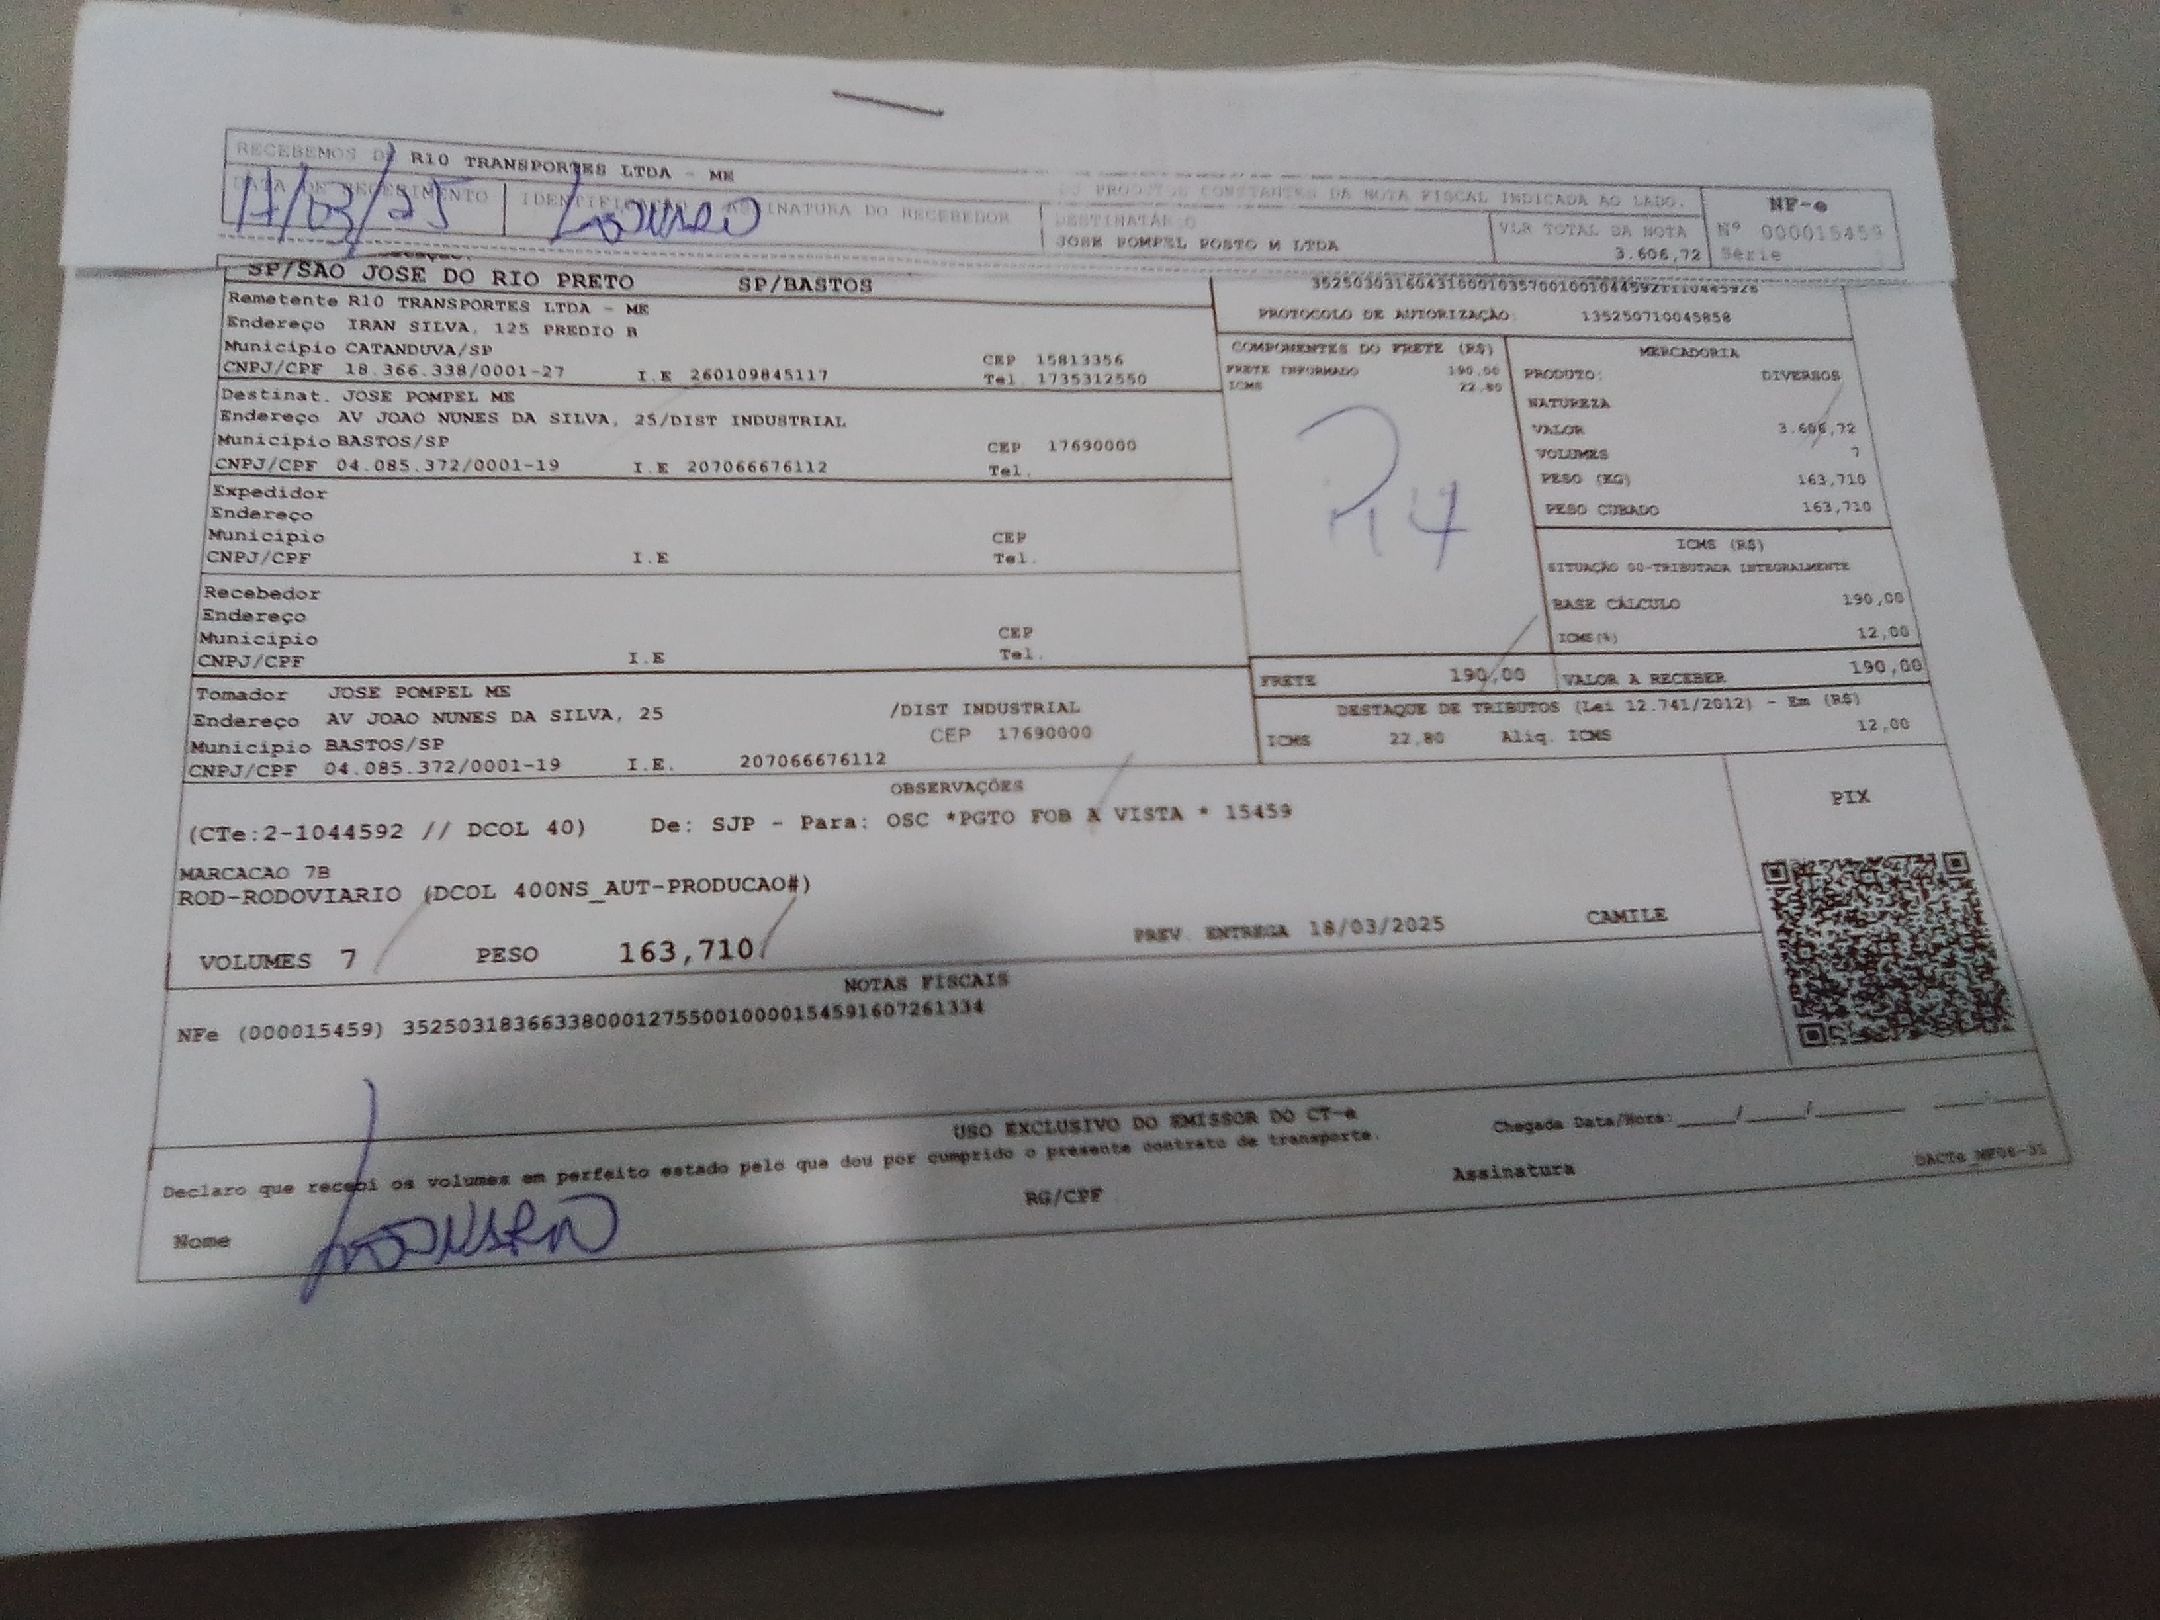 RECEBEMOS DE R10 TRANSPORTES LTDA - ME
OS PRODUTOS CONSTANTES DA NOTA FISCAL INDICADA AO LADO.
NF-e
DATA DE RECEBIMENTO
IDENTIFICAÇÃO E ASSINATURA DO RECEBEDOR
DESTINATÁRIO
JOSE POMPEL POSTO M LTDA
VLR TOTAL DA NOTA
3.606,72
Nº 000015459
Série
/03/25
LEONARDO
SP/SAO JOSE DO RIO PRETO SP/BASTOS
Remetente R10 TRANSPORTES LTDA - ME
Endereço IRAN SILVA, 125 PREDIO B
Município CATANDUVA/SP CEP 15813356
CNPJ/CPF 18.366.338/0001-27 I.E 260109845117 Tel. 1735312550
PROTOCOLO DE AUTORIZAÇÃO: 135250710045858
Destinat. JOSE POMPEL ME
Endereço AV JOAO NUNES DA SILVA, 25/DIST INDUSTRIAL
Município BASTOS/SP CEP 17690000
CNPJ/CPF 04.085.372/0001-19 I.E 207066676112 Tel.
Expedidor
Endereço
Município CEP
CNPJ/CPF I.E Tel.
Recebedor
Endereço
Município CEP
CNPJ/CPF I.E Tel.
COMPONENTES DO FRETE (R$)
FRETE INFORMADO 190,00
ICMS 22,80
MERCADORIA
PRODUTO: DIVERSOS
NATUREZA
VALOR 3.606,72
VOLUMES 7
PESO (KG) 163,710
PESO CUBADO 163,710
ICMS (R$)
SITUAÇÃO 00-TRIBUTADA INTEGRALMENTE
BASE CÁLCULO 190,00
ICMS(%) 12,00
FRETE 190,00 VALOR A RECEBER 190,00
Tomador JOSE POMPEL ME
Endereço AV JOAO NUNES DA SILVA, 25 /DIST INDUSTRIAL
Município BASTOS/SP CEP 17690000
CNPJ/CPF 04.085.372/0001-19 I.E. 207066676112
DESTAQUE DE TRIBUTOS (Lei 12.741/2012) - Em (R$)
ICMS 22,80 Aliq. ICMS 12,00
OBSERVAÇÕES
(CTe:2-1044592 // DCOL 40) De: SJP - Para: OSC *PGTO FOB A VISTA * 15459
MARCACAO 7B
ROD-RODOVIARIO (DCOL 400NS_AUT-PRODUCAO#)
VOLUMES 7 PESO 163,710 PREV. ENTREGA 18/03/2025 CAMILE
PIX
NOTAS FISCAIS
NFe (000015459) 35250318366338000127550010000154591607261334
USO EXCLUSIVO DO EMISSOR DO CT-e
Declaro que recebi os volumes em perfeito estado pelo que dou por cumprido o presente contrato de transporte.
Chegada Data/Hora:____/____/______ ____:____
Nome LEONARDO RG/CPF Assinatura